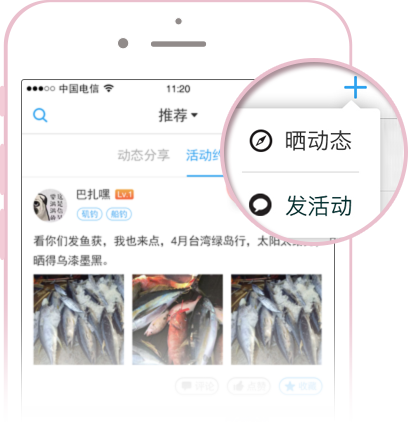 中国电信 11:20
推荐
动态分享 活动约
晒动态
发活动
巴扎嘿 Lv.1
矶钓 船钓
看你们发鱼获，我也来点，4月台湾绿岛行，太阳太
晒得乌漆墨黑。
评论 点赞 收藏